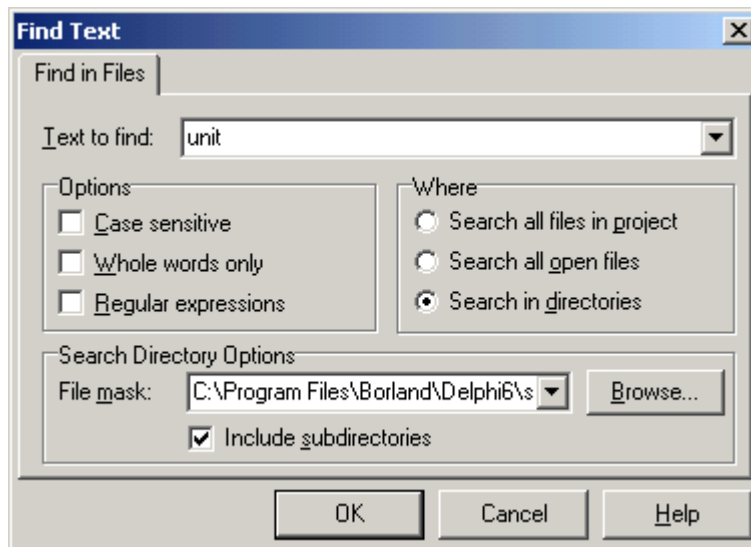 Find Text
Find in Files
Text to find: unit
Options
Case sensitive
Whole words only
Regular expressions
Where
Search all files in project
Search all open files
Search in directories
Search Directory Options
File mask: C:\Program Files\Borland\Delphi6\s Browse...
Include subdirectories
OK Cancel Help